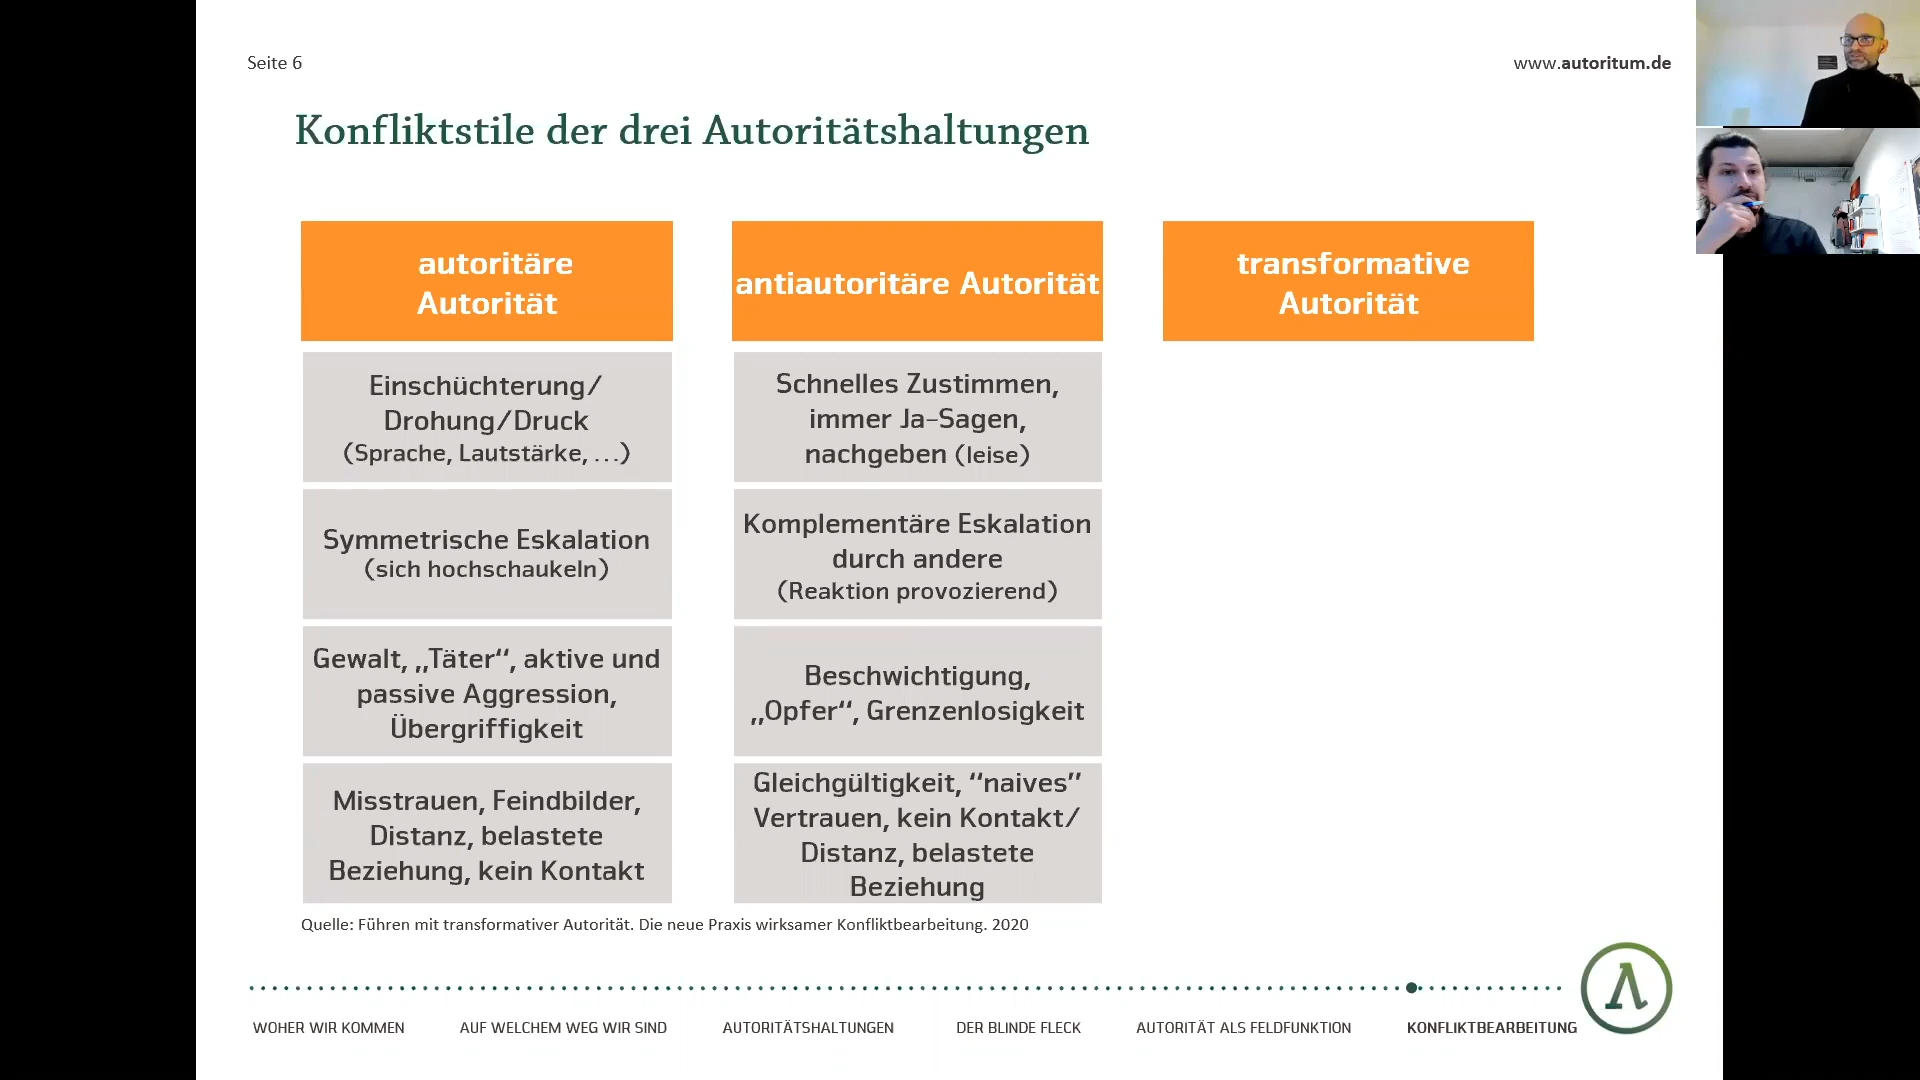 Seite 6
www.autoritum.de
Konfliktstile der drei Autoritätshaltungen
autoritäre
Autorität
Einschüchterung/
Drohung/Druck
(Sprache, Lautstärke, ...)
Symmetrische Eskalation
(sich hochschaukeln)
Gewalt, „Täter“, aktive und
passive Aggression,
Übergriffigkeit
Misstrauen, Feindbilder,
Distanz, belastete
Beziehung, kein Kontakt
antiautoritäre Autorität
Schnelles Zustimmen,
immer Ja-Sagen,
nachgeben (leise)
Komplementäre Eskalation
durch andere
(Reaktion provozierend)
Beschwichtigung,
„Opfer“, Grenzenlosigkeit
Gleichgültigkeit, “naives”
Vertrauen, kein Kontakt/
Distanz, belastete
Beziehung
transformative
Autorität
Quelle: Führen mit transformativer Autorität. Die neue Praxis wirksamer Konfliktbearbeitung. 2020
WOHER WIR KOMMEN
AUF WELCHEM WEG WIR SIND
AUTORITÄTSHALTUNGEN
DER BLINDE FLECK
AUTORITÄT ALS FELDFUNKTION
KONFLIKTBEARBEITUNG